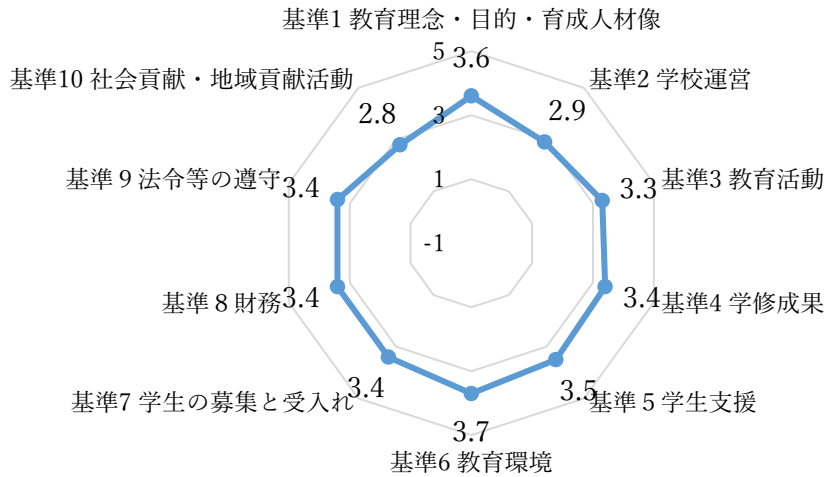 基準1 教育理念・目的・育成人材像
5
3.6
基準10 社会貢献・地域貢献活動
基準2 学校運営
2.8
3
2.9
基準９法令等の遵守
3.4
1
3.3
基準3 教育活動
-1
基準８財務
3.4
3.4
基準4 学修成果
基準7 学生の募集と受入れ
3.4
3.5
基準５学生支援
3.7
基準6 教育環境